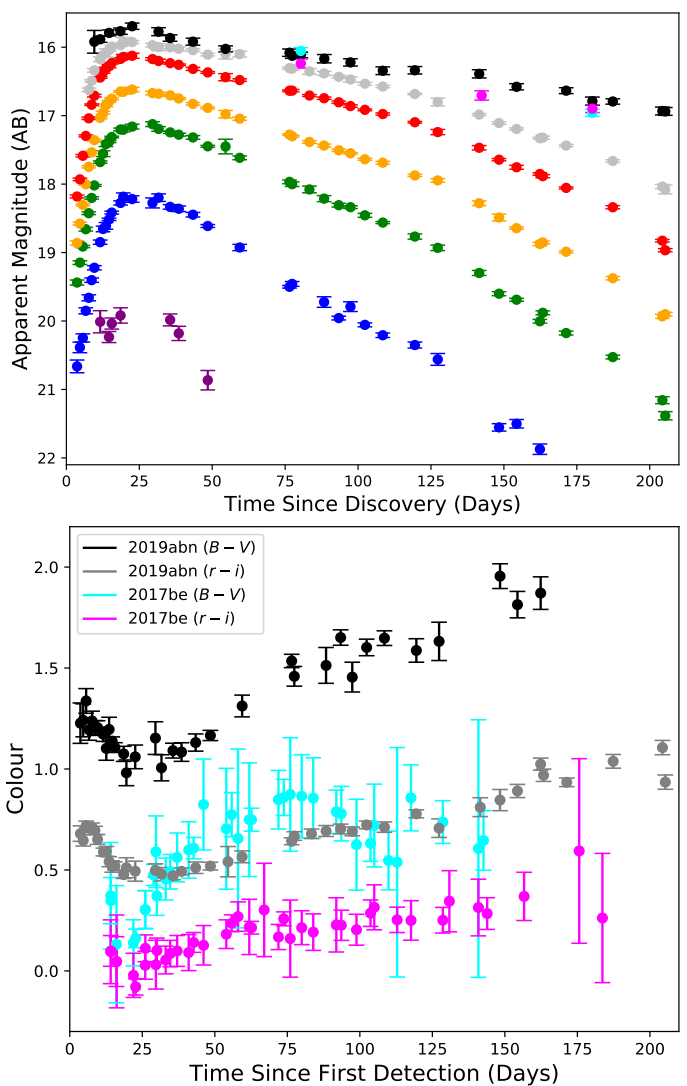 16
17
18
19
20
21
22
Apparent Magnitude (AB)
0 25 50 75 100 125 150 175 200
Time Since Discovery (Days)
2019abn (B − V)
2019abn (r − i)
2017be (B − V)
2017be (r − i)
2.0
1.5
1.0
0.5
0.0
Colour
0 25 50 75 100 125 150 175 200
Time Since First Detection (Days)